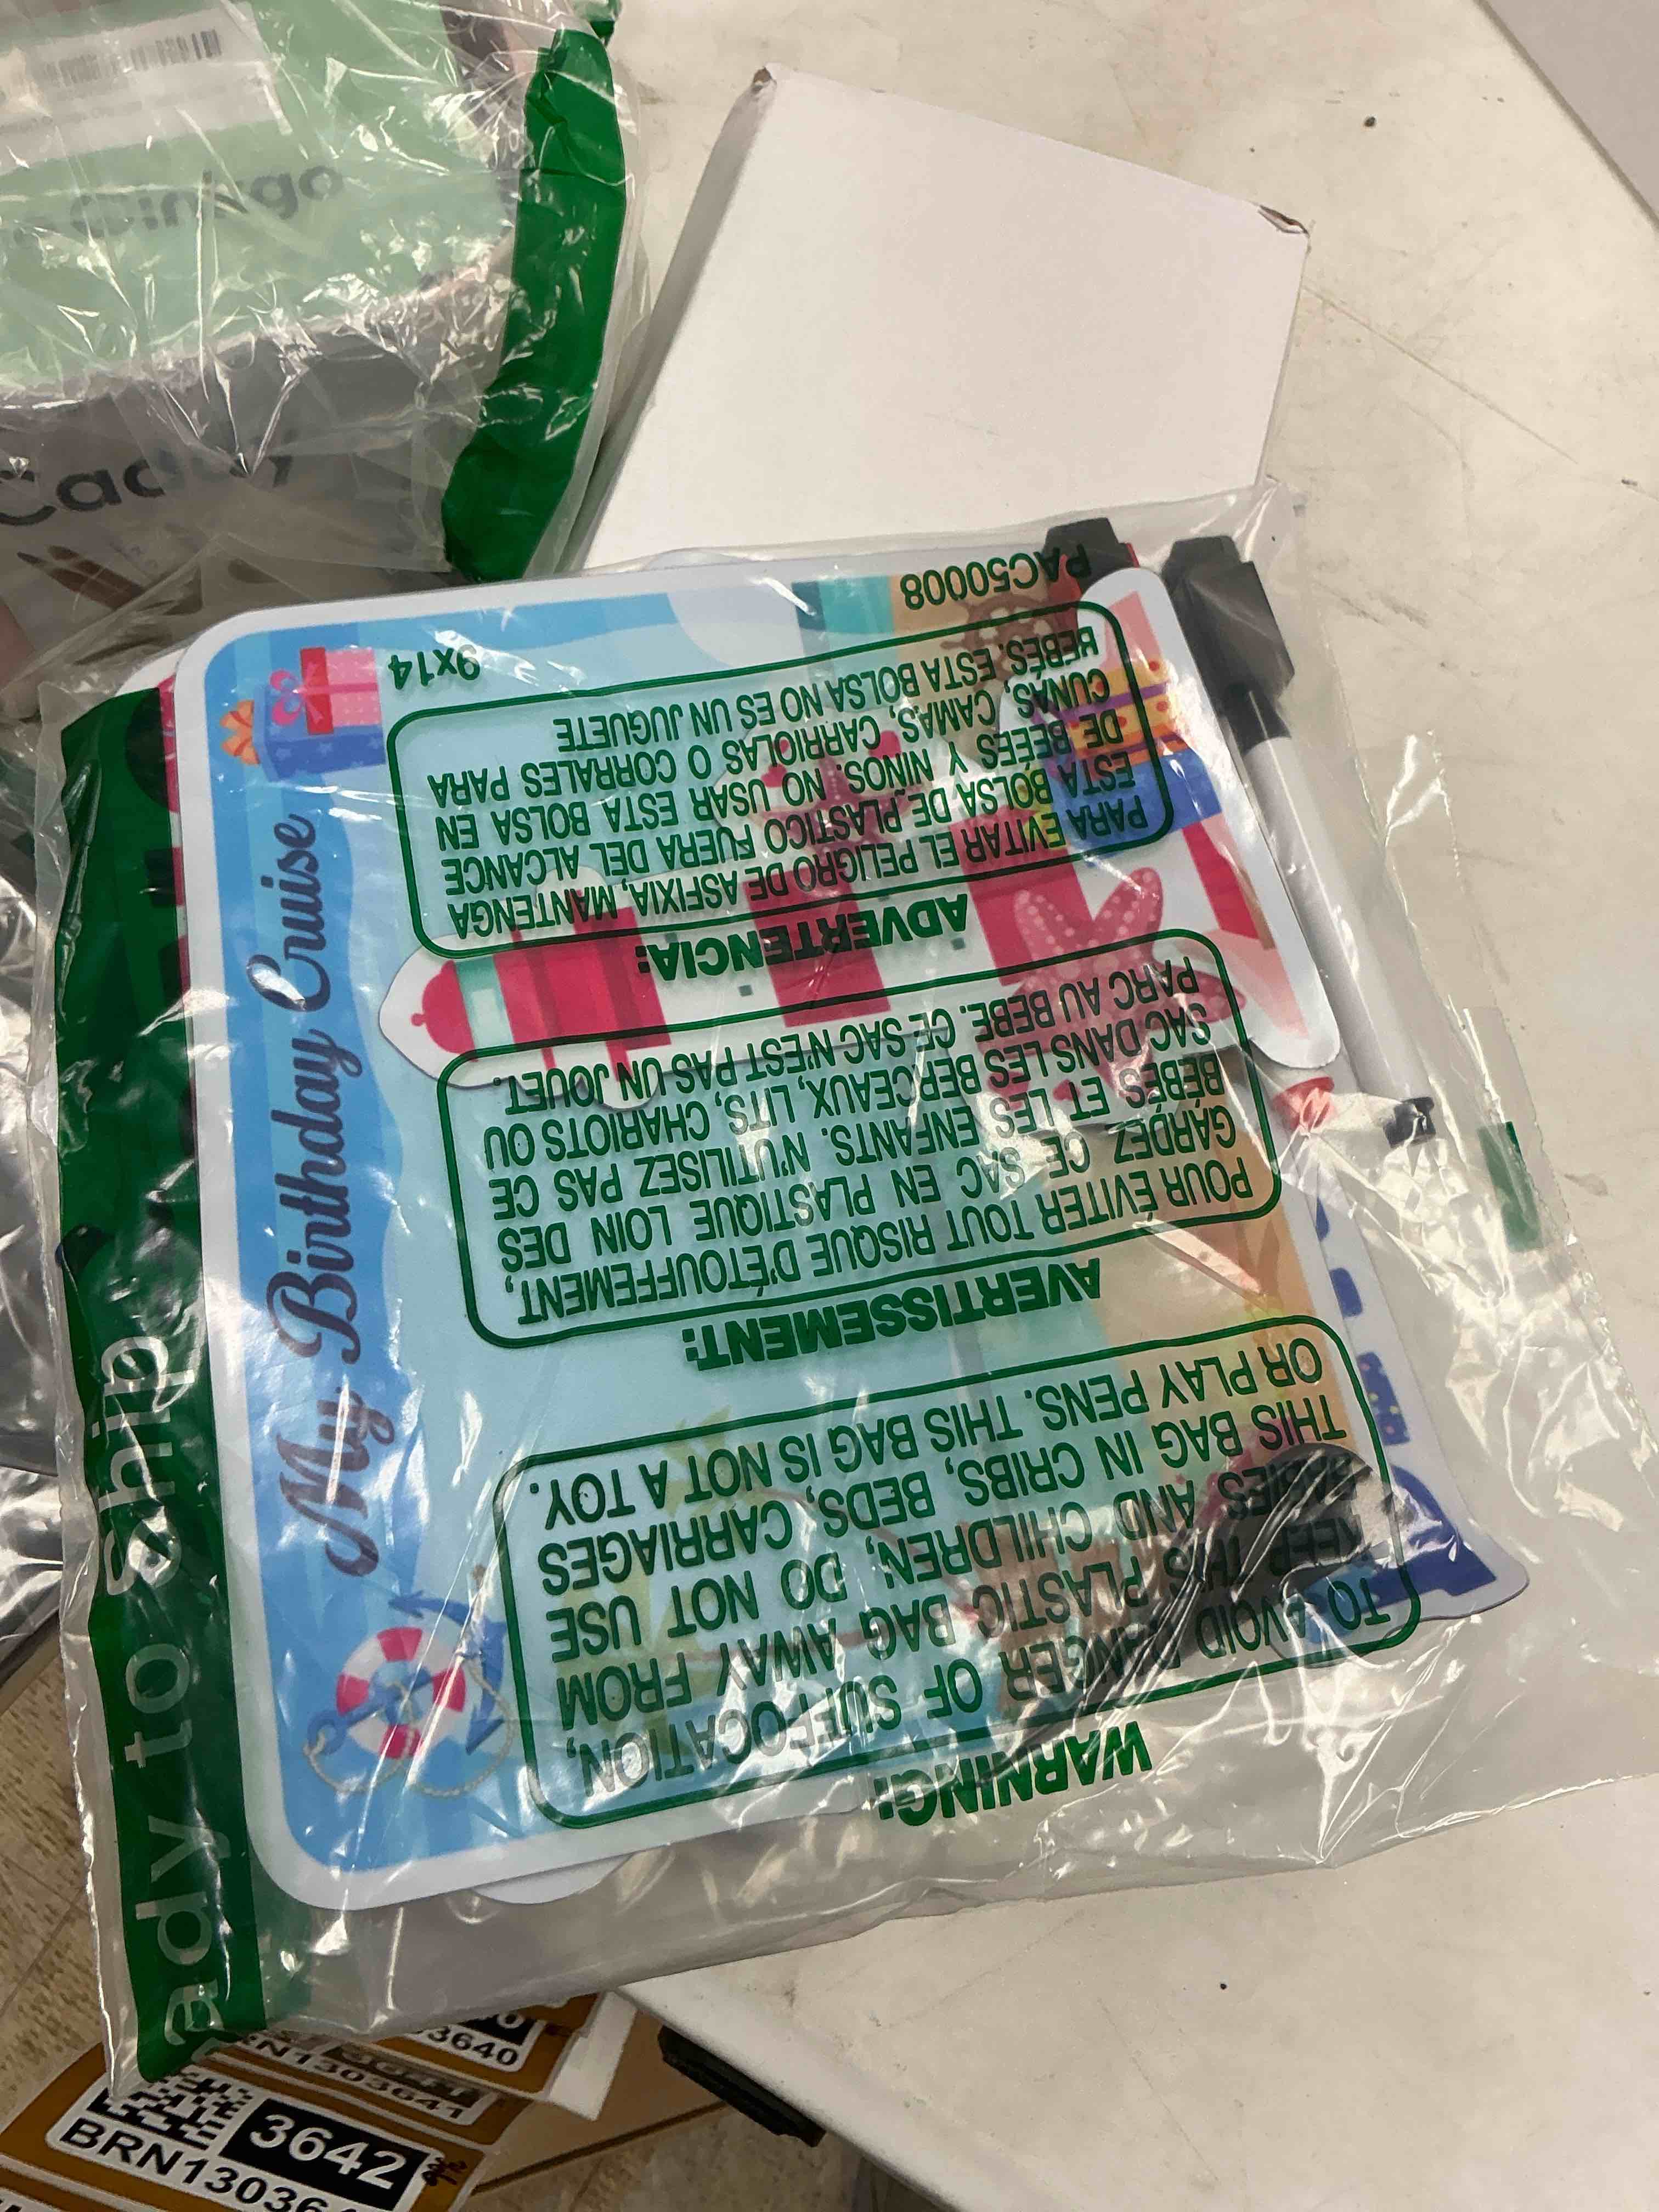 Ginkgo
Caddy
PAC50008
9x14
My Birthday Cruise
WARNING:
TO AVOID DANGER OF SUFFOCATION,
KEEP THIS PLASTIC BAG AWAY FROM
BABIES AND CHILDREN, DO NOT USE
THIS BAG IN CRIBS, BEDS, CARRIAGES
OR PLAY PENS. THIS BAG IS NOT A TOY.
AVERTISSEMENT:
POUR ÉVITER TOUT RISQUE D'ÉTOUFFEMENT,
GARDEZ CE SAC EN PLASTIQUE LOIN DES
BÉBÉS ET LES ENFANTS. N'UTILISEZ PAS CE
SAC DANS LES BERCEAUX, LITS, CHARIOTS OU
PARC AU BEBE. CE SAC N'EST PAS UN JOUET.
ADVERTENCIA:
PARA EVITAR EL PELIGRO DE ASFIXIA, MANTENGA
ESTA BOLSA DE PLASTICO FUERA DEL ALCANCE
DE BEBÉS Y NIÑOS, NO USAR ESTA BOLSA EN
CUNAS, CAMAS, CARRIOLAS O CORRALES PARA
BEBÉS. ESTA BOLSA NO ES UN JUGUETE
ady to Ship
3640
RN1303641
3642
BRN13036